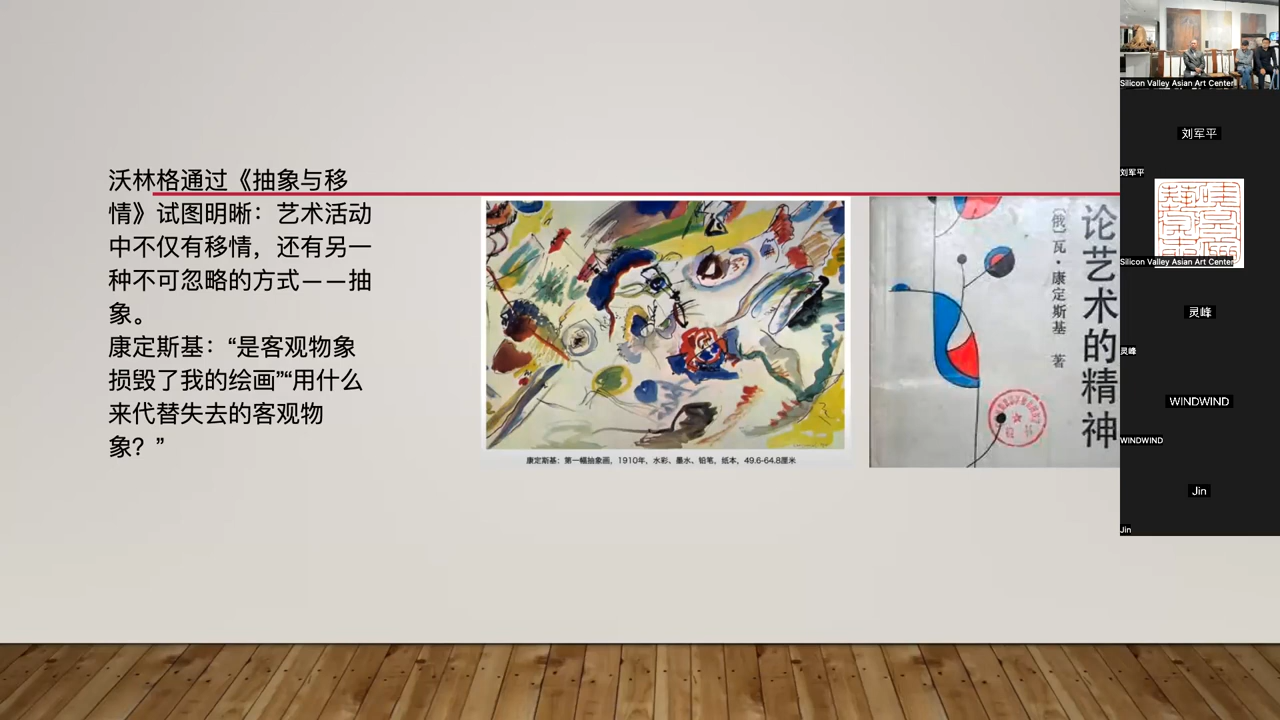 沃林格通过《抽象与移
情》试图明晰：艺术活动
中不仅有移情，还有另一
种不可忽略的方式——抽
象。
康定斯基：“是客观物象
损毁了我的绘画”“用什么
来代替失去的客观物
象？”
康定斯基：第一幅抽象画，1910年，水彩、墨水、铅笔，纸本，49.6-64.8厘米
论艺术的精神
〔俄〕瓦·康定斯基 著
Silicon Valley Asian Art Center
刘军平
刘军平
Silicon Valley Asian Art Center
灵峰
灵峰
WINDWIND
WINDWIND
Jin
Jin